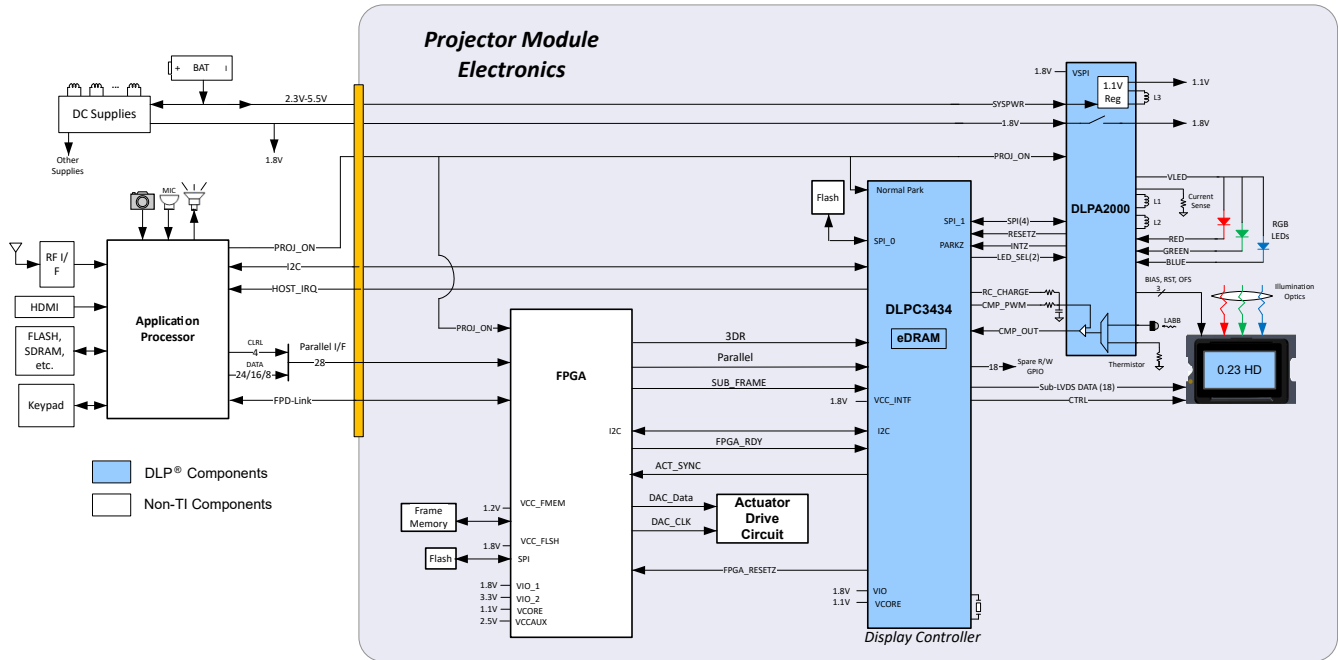 Projector Module
Electronics
+ BAT I
...
DC Supplies
2.3V-5.5V
1.8V
Other
Supplies
MIC
RF I/
F
HDMI
FLASH,
SDRAM,
etc.
Keypad
Application
Processor
PROJ_ON
I2C
HOST_IRQ
CLRL
4
DATA
24/16/8
Parallel I/F
28
FPD-Link
DLP® Components
Non-TI Components
PROJ_ON
FPGA
I2C
VCC_FMEM
1.2V
VCC_FLSH
1.8V
SPI
Frame
Memory
Flash
1.8V
VIO_1
3.3V
VIO_2
1.1V
VCORE
2.5V
VCCAUX
3DR
Parallel
SUB_FRAME
FPGA_RDY
ACT_SYNC
DAC_Data
DAC_CLK
Actuator
Drive
Circuit
FPGA_RESETZ
Flash
Normal Park
SPI_1
SPI_0
PARKZ
DLPC3434
eDRAM
1.8V
VCC_INTF
I2C
1.8V
VIO
1.1V
VCORE
Display Controller
SYSPWR
1.8V
PROJ_ON
SPI(4)
RESETZ
INTZ
LED_SEL(2)
RC_CHARGE
CMP_PWM
CMP_OUT
18
Spare R/W
GPIO
Sub-LVDS DATA (18)
CTRL
1.8V
VSPI
1.1V
Reg
1.1V
L3
1.8V
DLPA2000
VLED
Current
Sense
L1
L2
RED
GREEN
BLUE
RGB
LEDs
BIAS, RST, OFS
3
Illumination
Optics
LABB
Thermistor
0.23 HD